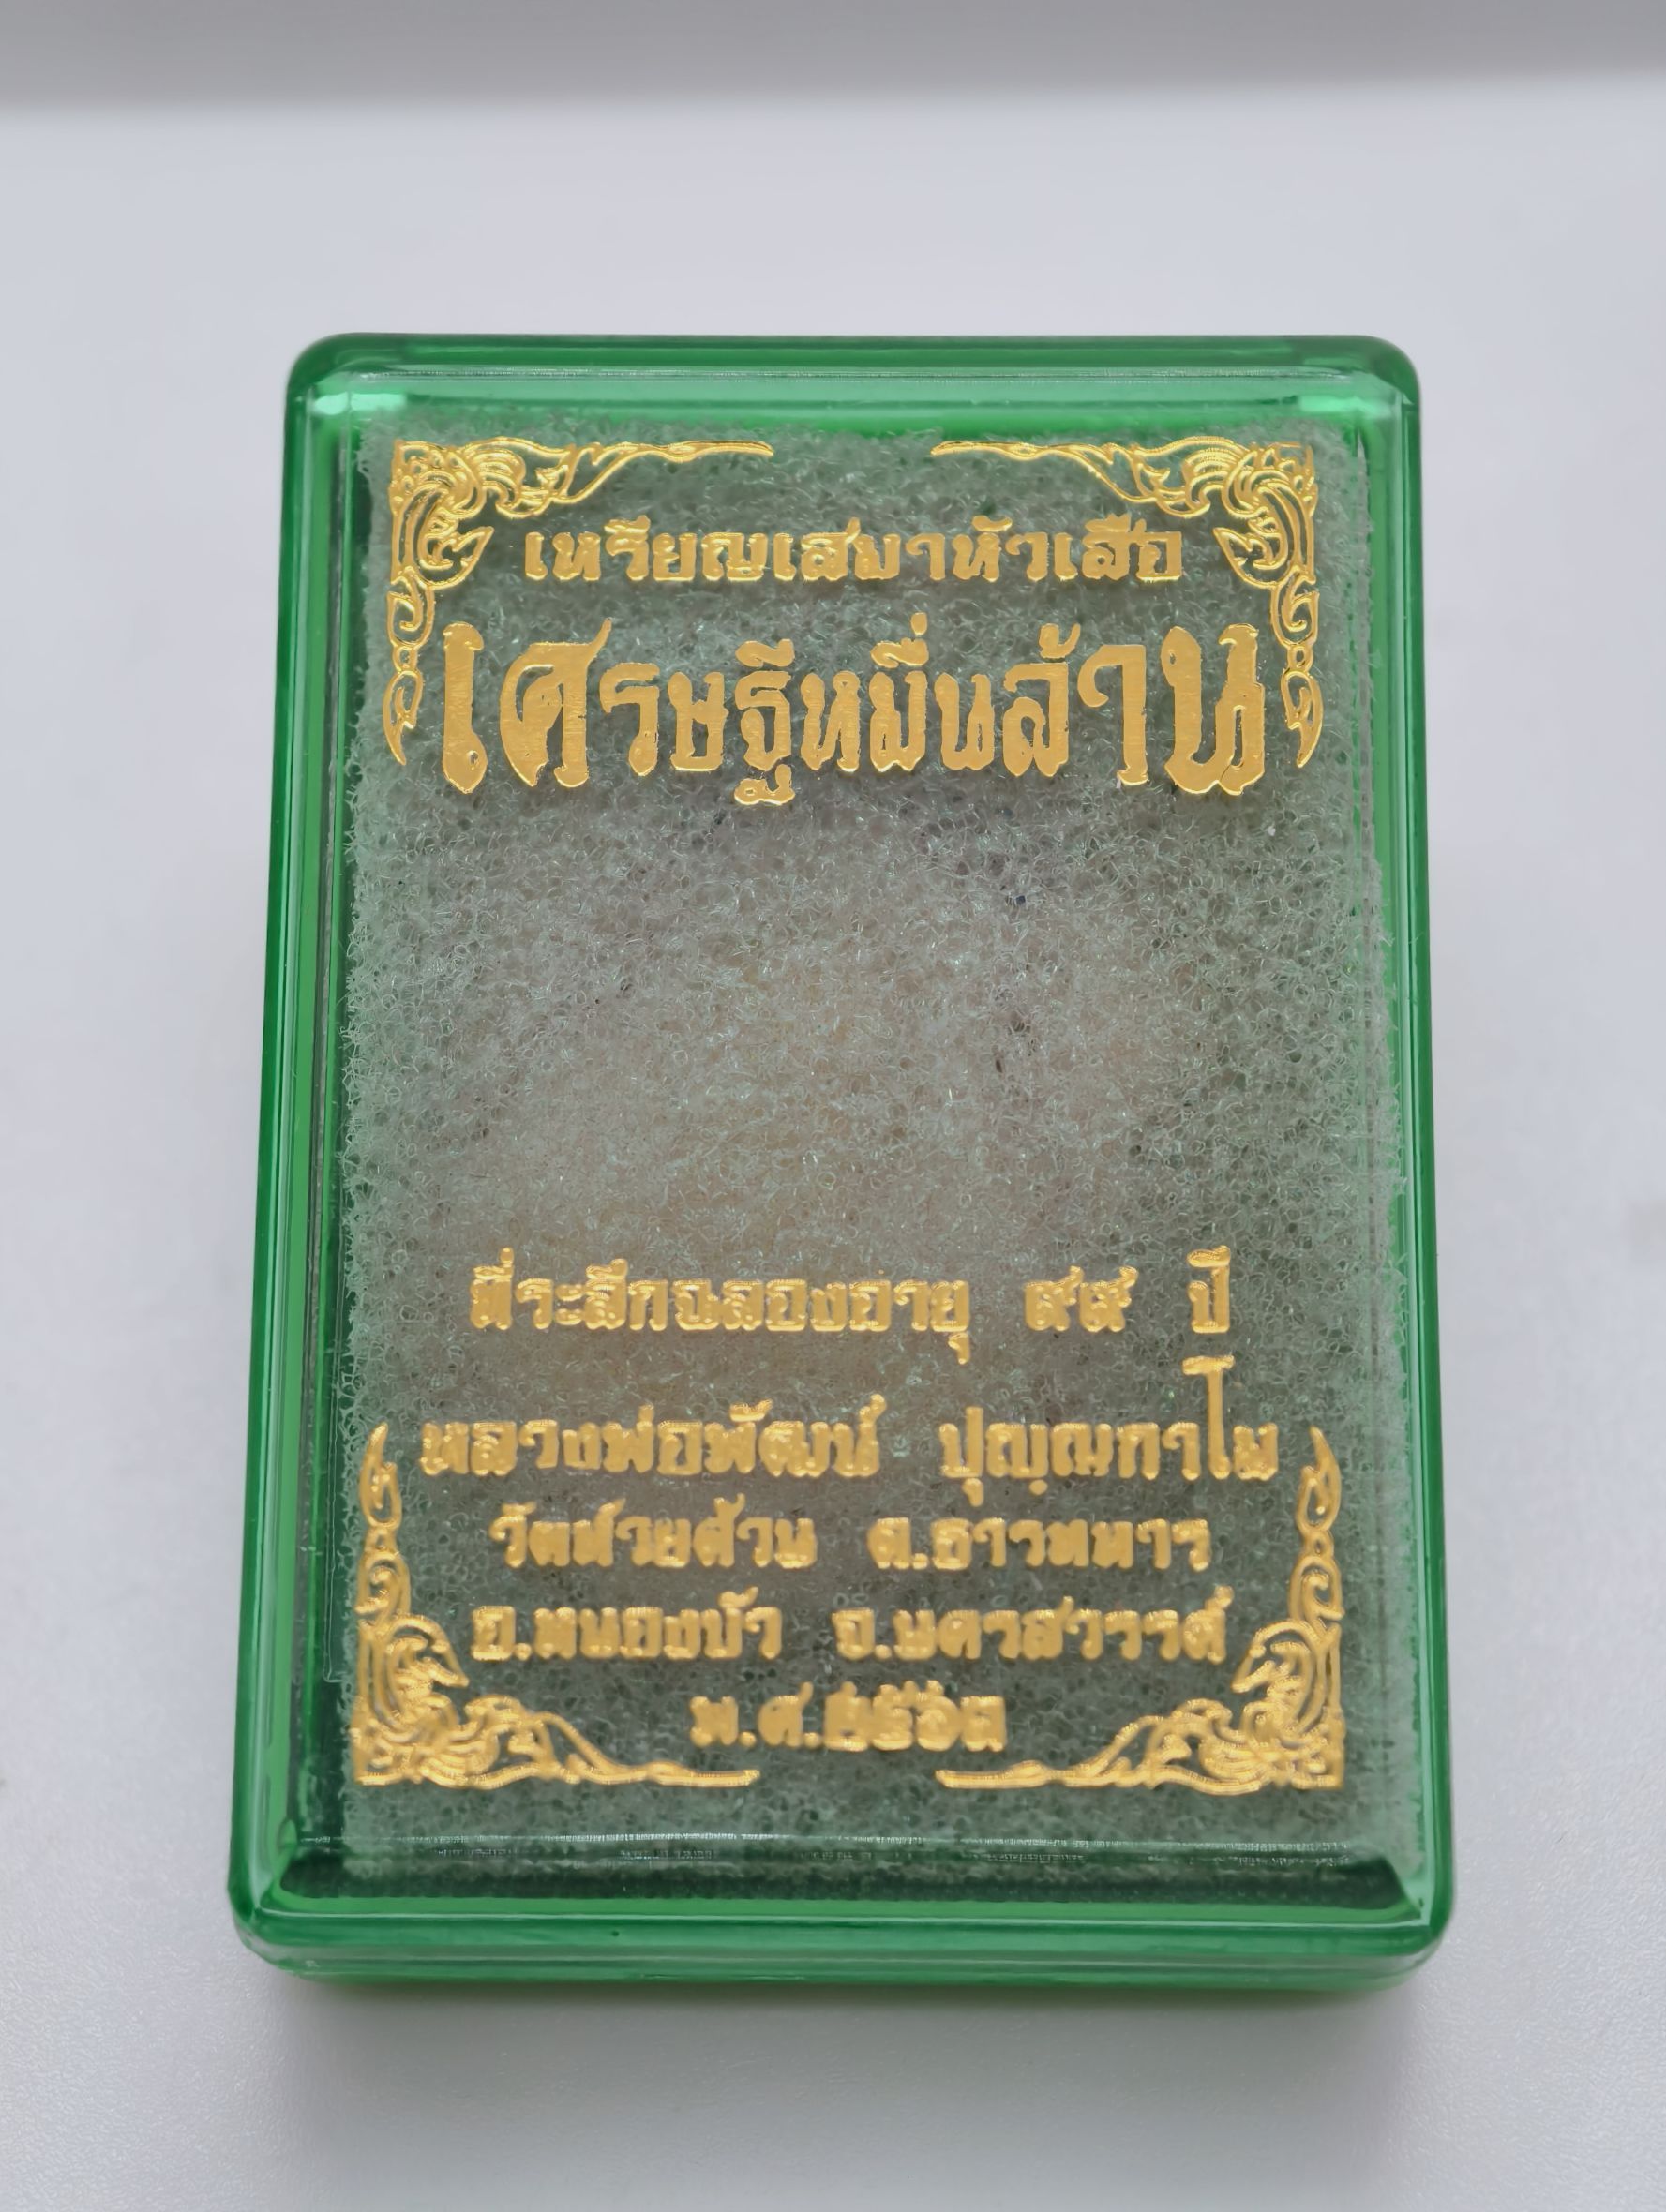 เหรียญเสมาหัวเสือ
เศรษฐีหมื่นล้าน
ที่ระลึกฉลองอายุ ๙๙ ปี
หลวงพ่อพัฒน์ ปุญฺญกาโม
วัดห้วยด้วน ต.ธารทหาร
อ.หนองบัว จ.นครสวรรค์
พ.ศ.๒๕๖๓